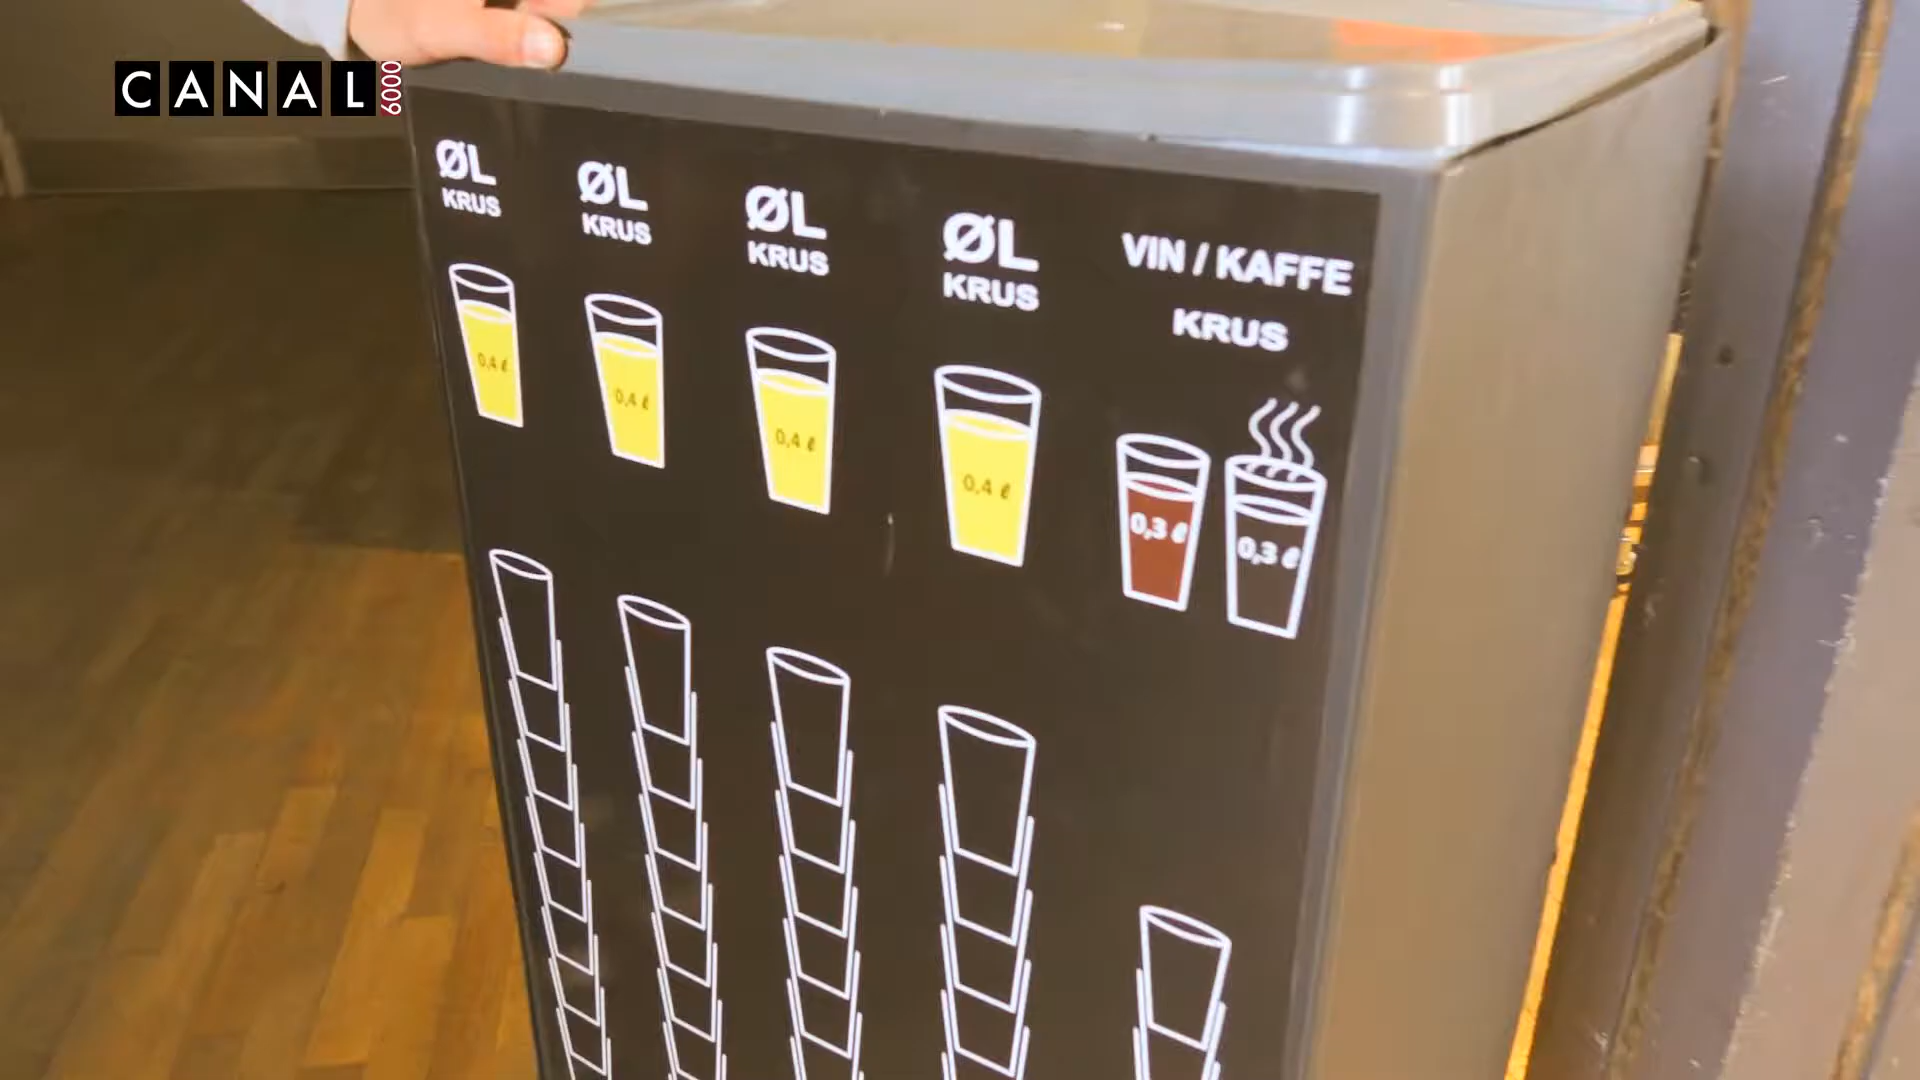 CANAL 9000
ØL
KRUS
ØL
KRUS
ØL
KRUS
ØL
KRUS
VIN / KAFFE
KRUS
0,4 ℓ
0,4 ℓ
0,4 ℓ
0,4 ℓ
0,3 ℓ
0,3 ℓ